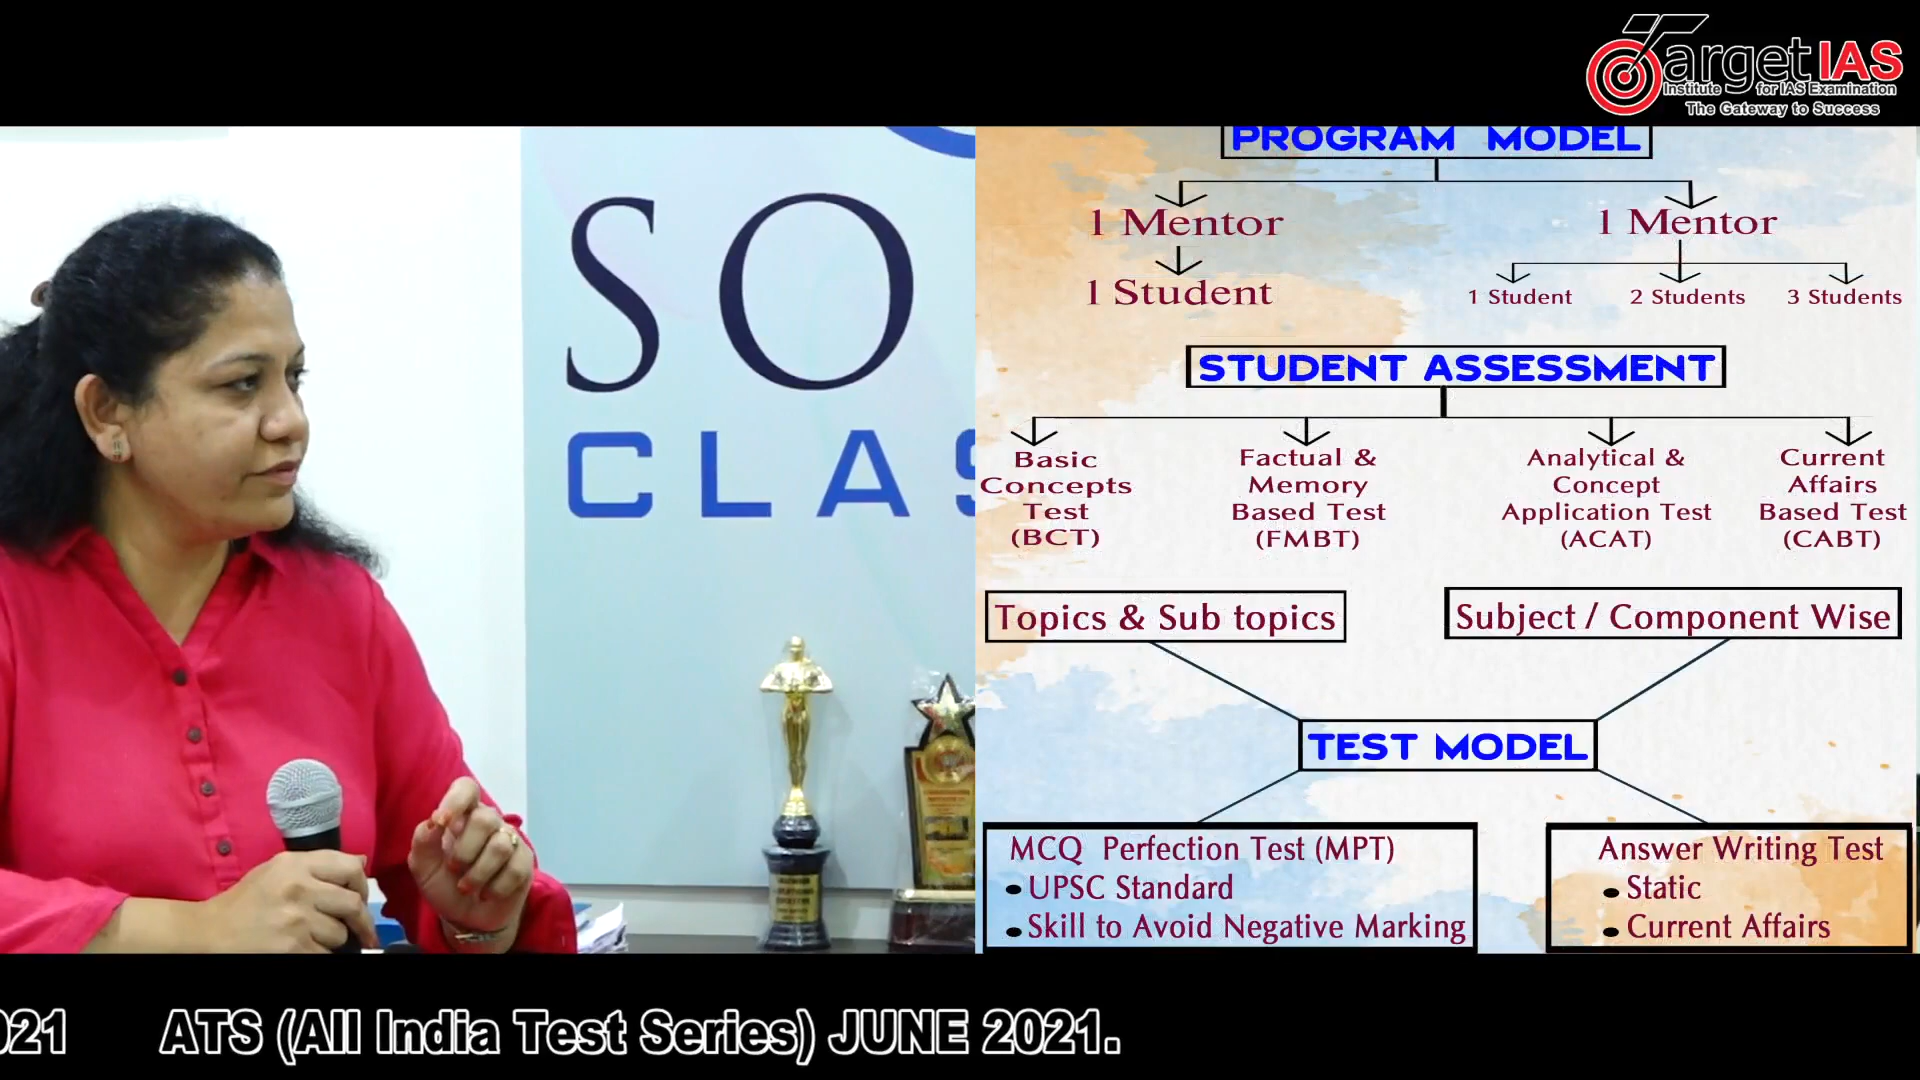 Target IAS
Institute for IAS Examination
The Gateway to Success
SO
CLAS
PROGRAM MODEL
1 Mentor
1 Student
1 Mentor
1 Student
2 Students
3 Students
STUDENT ASSESSMENT
Basic
Concepts
Test
(BCT)
Factual &
Memory
Based Test
(FMBT)
Analytical &
Concept
Application Test
(ACAT)
Current
Affairs
Based Test
(CABT)
Topics & Sub topics
Subject / Component Wise
TEST MODEL
MCQ Perfection Test (MPT)
• UPSC Standard
• Skill to Avoid Negative Marking
Answer Writing Test
• Static
• Current Affairs
021 ATS (All India Test Series) JUNE 2021.